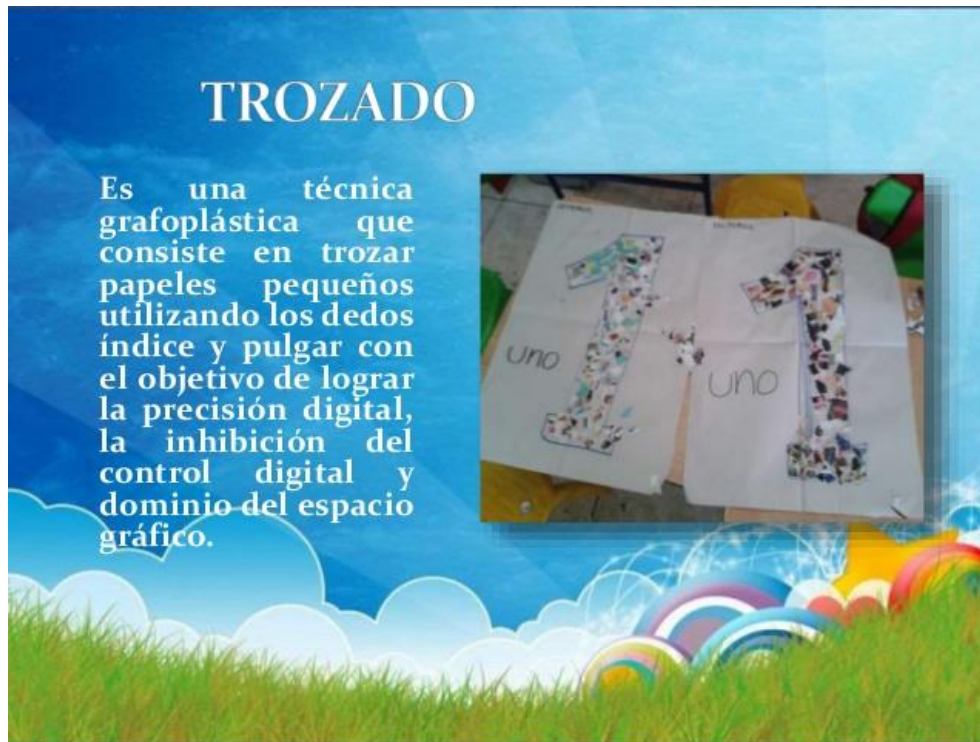 TROZADO
Es una técnica
grafoplástica que
consiste en trozar
papeles pequeños
utilizando los dedos
índice y pulgar con
el objetivo de lograr
la precisión digital,
la inhibición del
control digital y
dominio del espacio
gráfico.
uno
uno